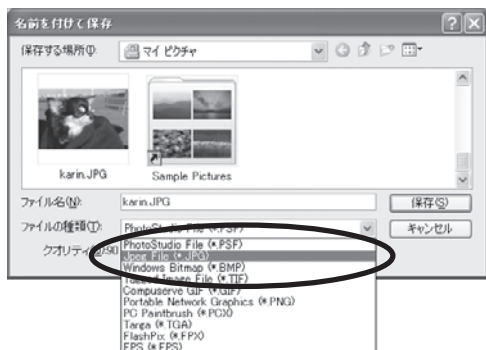 名前を付けて保存
保存する場所(I):
マイ ピクチャ
karin.JPG
Sample Pictures
ファイル名(N):
karin.JPG
保存(S)
ファイルの種類(T):
PhotoStudio File (*.PSF)
キャンセル
クオリティ
90
PhotoStudio File (*.PSF)
Jpeg File (*.JPG)
Windows Bitmap (*.BMP)
Tagged Image File (*.TIF)
Compuserve GIF (*.GIF)
Portable Network Graphics (*.PNG)
PC Paintbrush (*.PCX)
Targa (*.TGA)
FlashPix (*.FPX)
EPS (*.EPS)